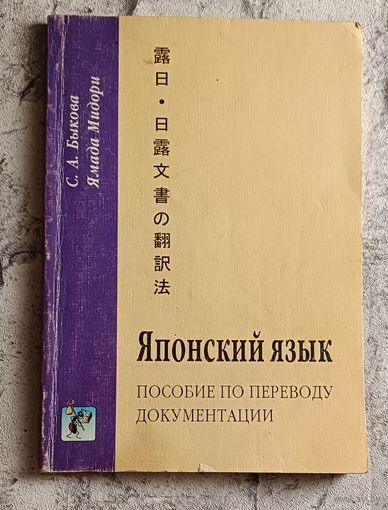 С. А. Быкова
Ямада Мидори
露日・日露文書の翻訳法
Японский язык
ПОСОБИЕ ПО ПЕРЕВОДУ
ДОКУМЕНТАЦИИ